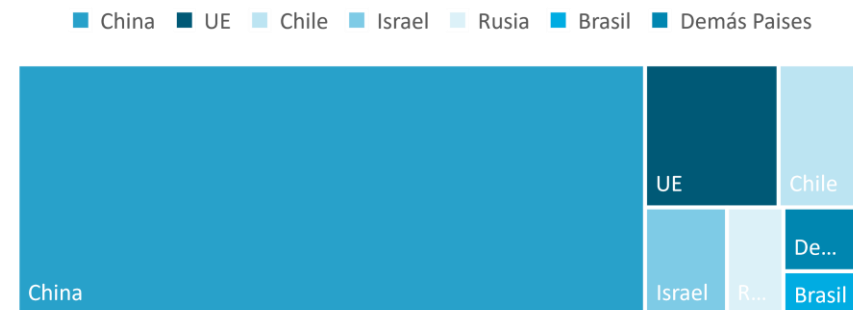 China UE Chile Israel Rusia Brasil Demás Paises
UE
Chile
De...
China
Israel
R...
Brasil